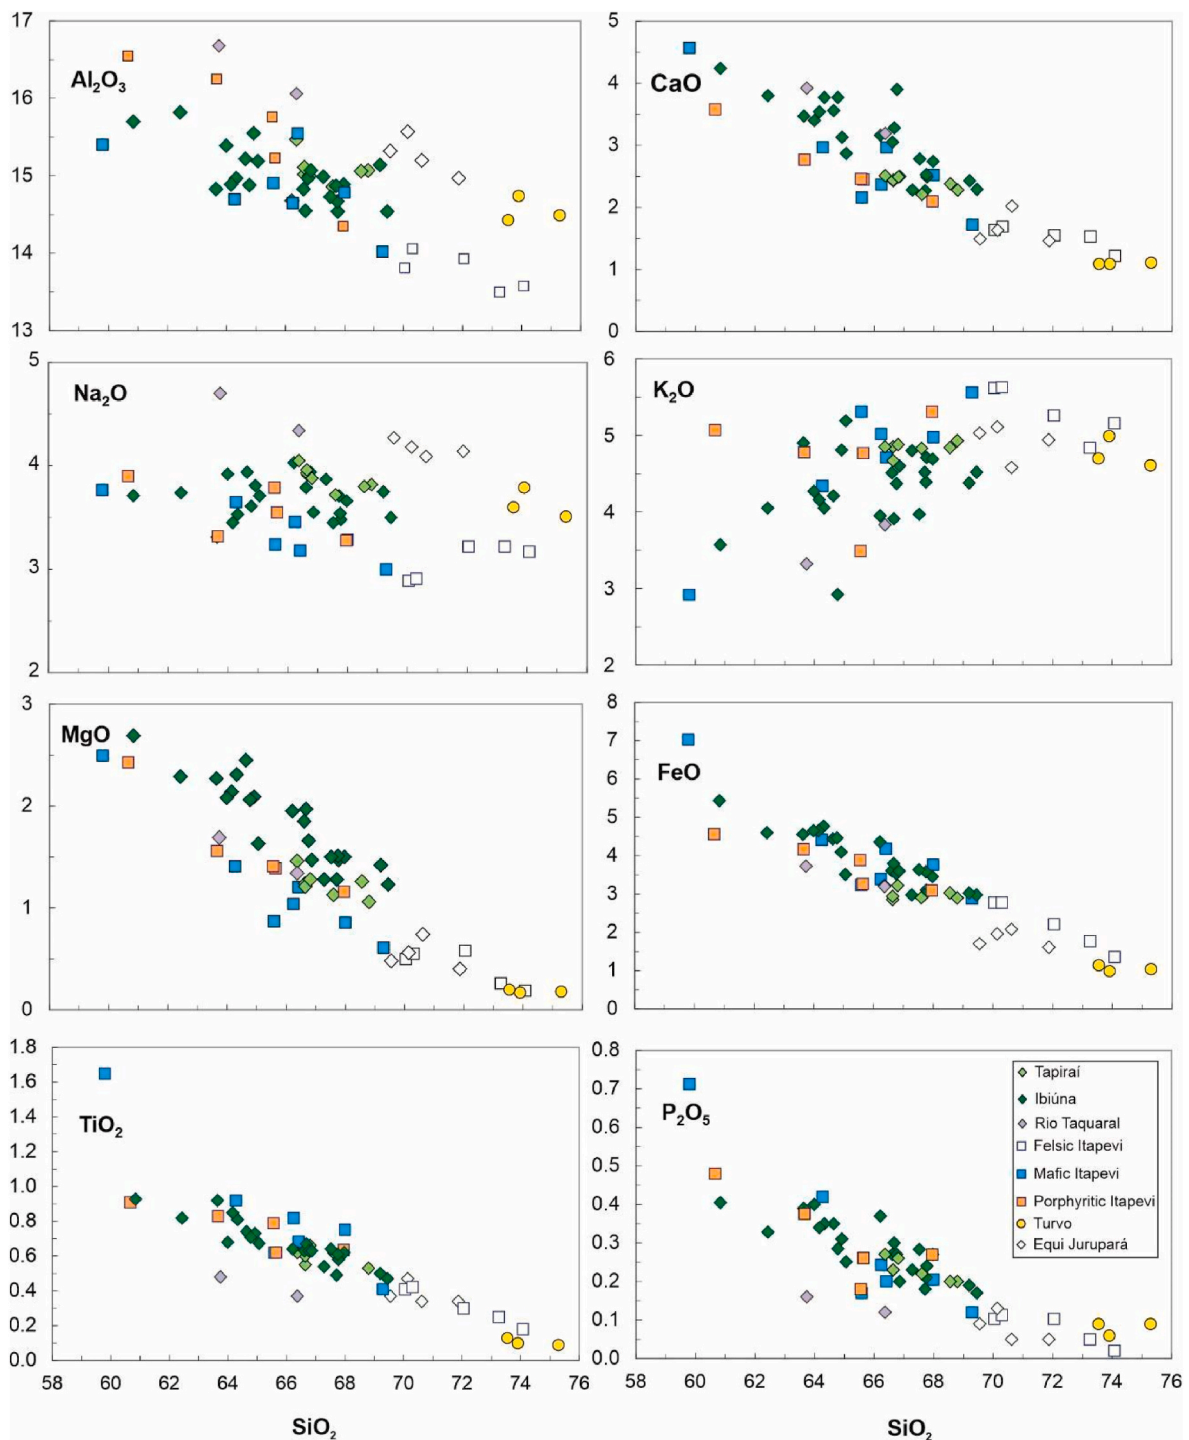 17
16
15
14
13
Al₂O₃
5
4
3
2
1
0
CaO
5
4
3
2
Na₂O
6
5
4
3
2
K₂O
3
2
1
0
MgO
8
7
6
5
4
3
2
1
0
FeO
1.8
1.6
1.4
1.2
1.0
0.8
0.6
0.4
0.2
0.0
TiO₂
58 60 62 64 66 68 70 72 74 76
SiO₂
0.8
0.7
0.6
0.5
0.4
0.3
0.2
0.1
0.0
P₂O₅
Tapiraí
Ibiúna
Rio Taquaral
Felsic Itapevi
Mafic Itapevi
Porphyritic Itapevi
Turvo
Equi Jurupará
58 60 62 64 66 68 70 72 74 76
SiO₂